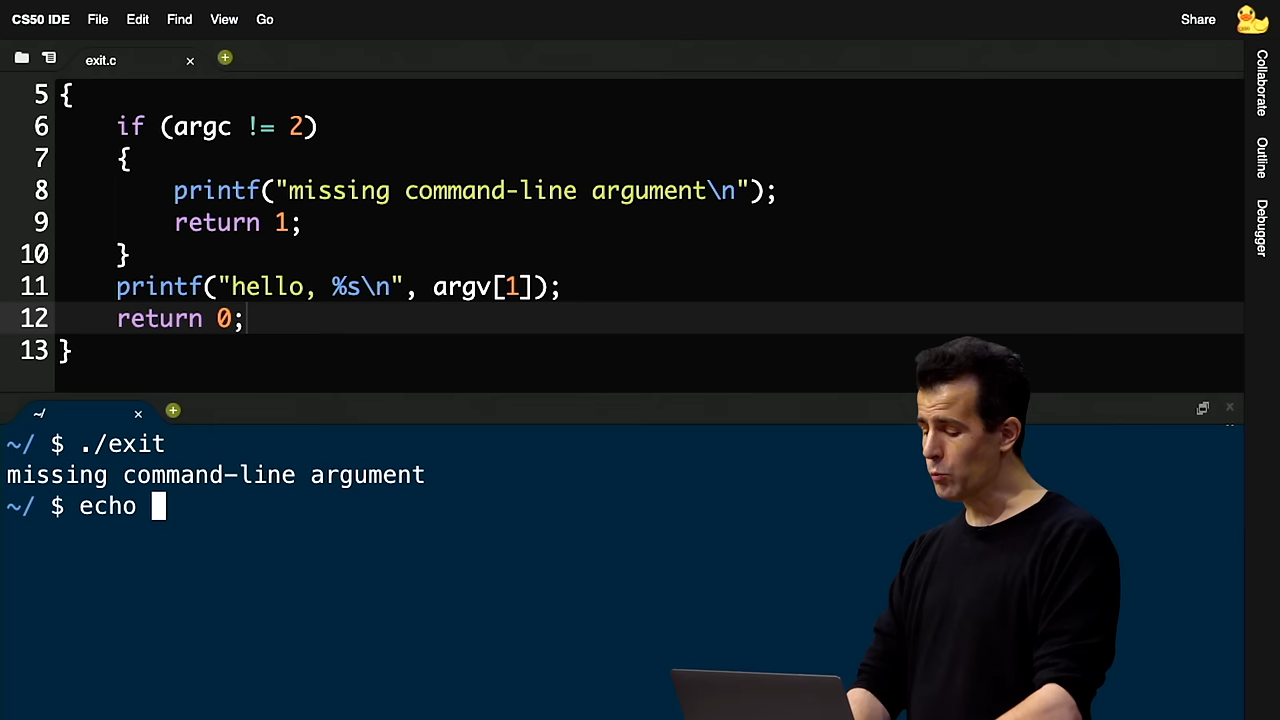 CS50 IDE File Edit Find View Go Share
exit.c
5 {
6 if (argc != 2)
7 {
8 printf("missing command-line argument\n");
9 return 1;
10 }
11 printf("hello, %s\n", argv[1]);
12 return 0;
13 }
~/
~/ $ ./exit
missing command-line argument
~/ $ echo
Collaborate
Outline
Debugger